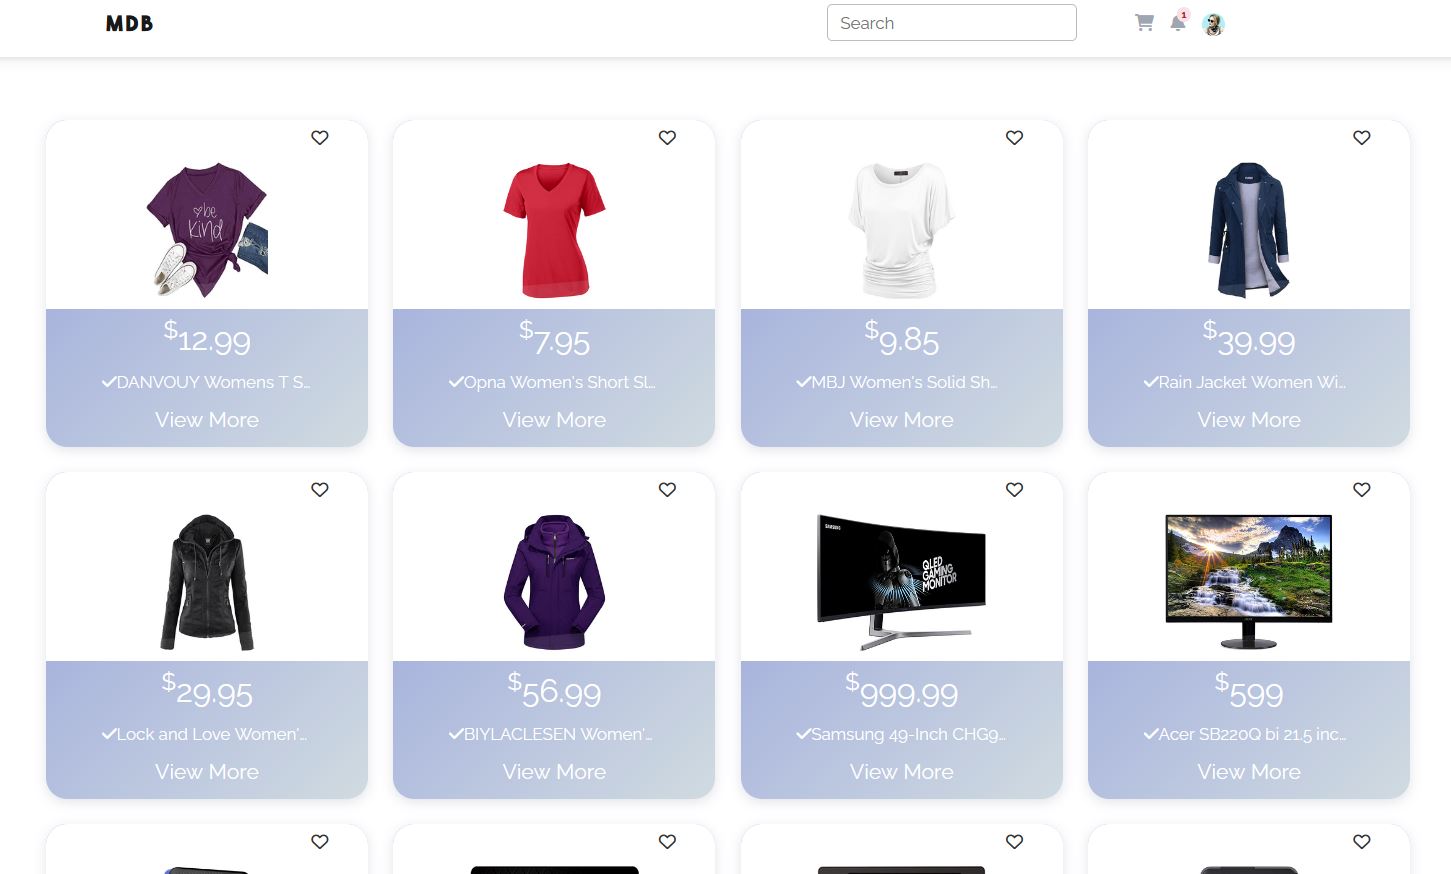 MDB
Search
1
be
Kind
$12.99
DANVOUY Womens T S...
View More
$7.95
Opna Women's Short Sl...
View More
$9.85
MBJ Women's Solid Sh...
View More
$39.99
Rain Jacket Women Wi...
View More
$29.95
Lock and Love Women'...
View More
$56.99
BIYLACLESEN Women'...
View More
SAMSUNG
QLED
GAMING
MONITOR
$999.99
Samsung 49-Inch CHG9...
View More
$599
Acer SB220Q bi 21.5 inc...
View More